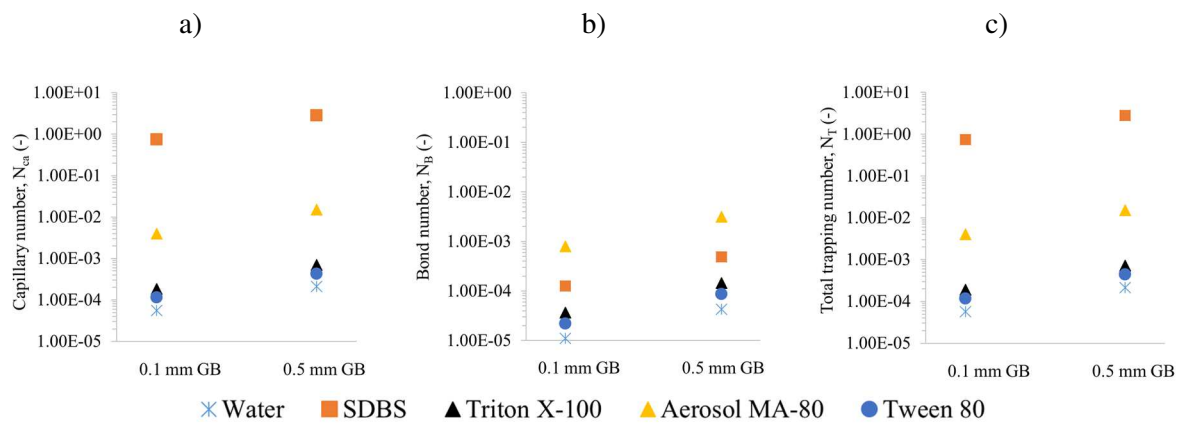 a)
b)
c)
Capillary number, Nca (-)
1.00E+01
1.00E+00
1.00E-01
1.00E-02
1.00E-03
1.00E-04
1.00E-05
0.1 mm GB
0.5 mm GB
Bond number, NB (-)
1.00E+00
1.00E-01
1.00E-02
1.00E-03
1.00E-04
1.00E-05
0.1 mm GB
0.5 mm GB
Total trapping number, NT (-)
1.00E+01
1.00E+00
1.00E-01
1.00E-02
1.00E-03
1.00E-04
1.00E-05
0.1 mm GB
0.5 mm GB
Water SDBS Triton X-100 Aerosol MA-80 Tween 80